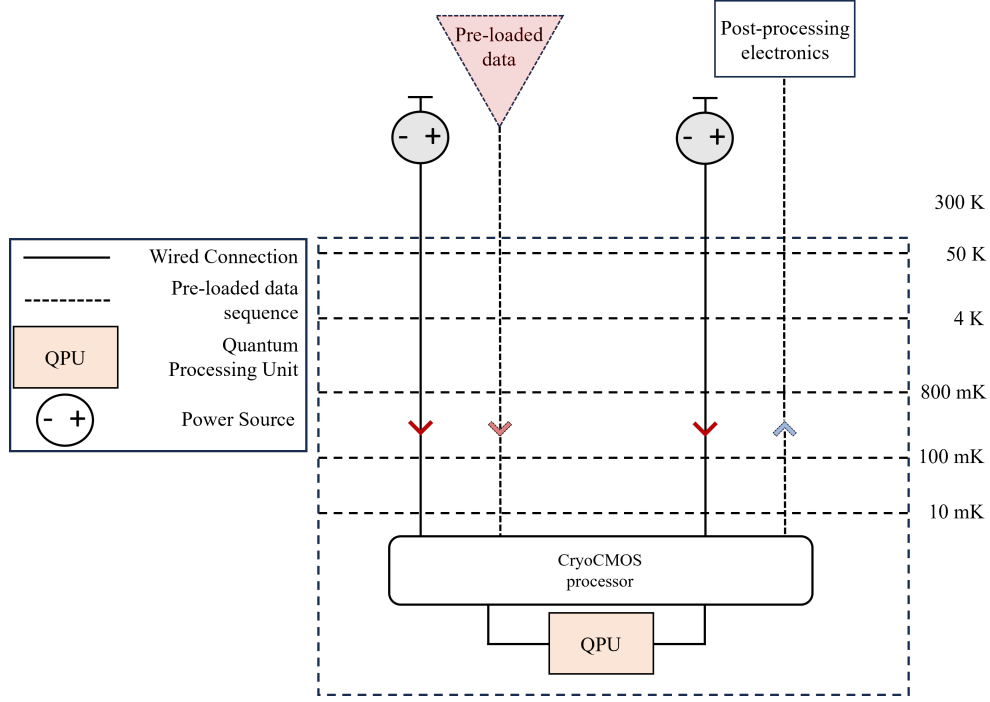 Pre-loaded
data
Post-processing
electronics
- +
- +
300 K
50 K
4 K
800 mK
100 mK
10 mK
Wired Connection
Pre-loaded data
sequence
QPU
Quantum
Processing Unit
- +
Power Source
CryoCMOS
processor
QPU